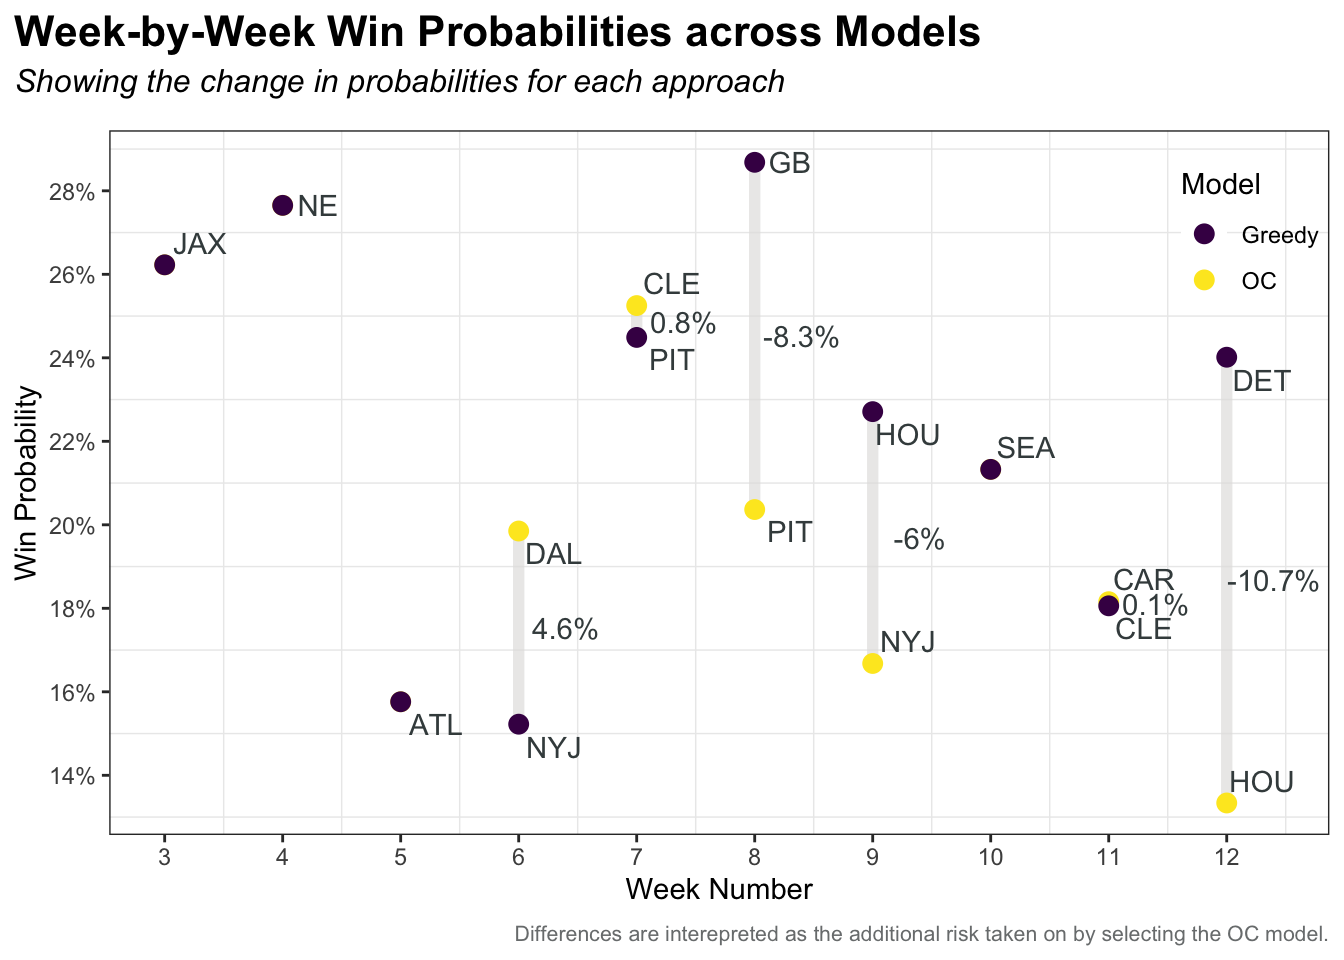 Week-by-Week Win Probabilities across Models
Showing the change in probabilities for each approach
Win Probability
28%
26%
24%
22%
20%
18%
16%
14%
JAX
NE
ATL
DAL
4.6%
NYJ
CLE
0.8%
PIT
GB
-8.3%
PIT
HOU
-6%
NYJ
SEA
CAR
0.1%
CLE
DET
-10.7%
HOU
Model
Greedy
OC
3 4 5 6 7 8 9 10 11 12
Week Number
Differences are interepreted as the additional risk taken on by selecting the OC model.